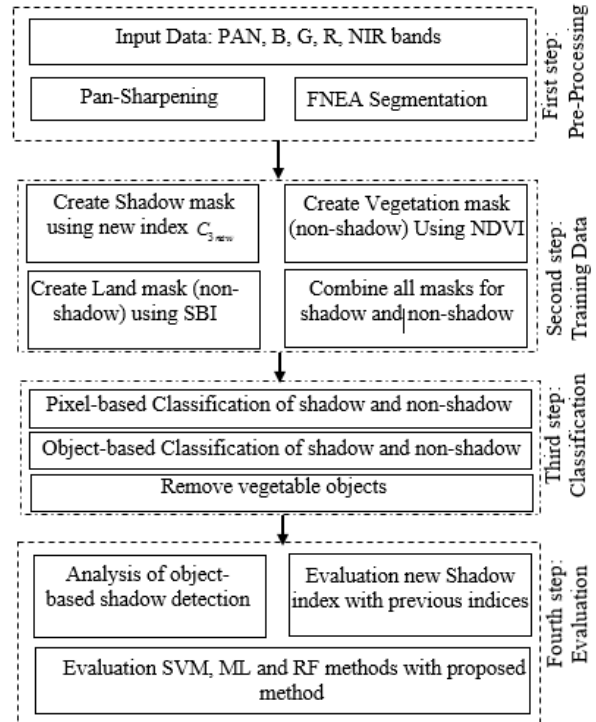 Input Data: PAN, B, G, R, NIR bands
Pan-Sharpening
FNEA Segmentation
First step:
Pre-Processing
Create Shadow mask
using new index C3new
Create Vegetation mask
(non-shadow) Using NDVI
Create Land mask (non-
shadow) using SBI
Combine all masks for
shadow and non-shadow
Second step:
Training Data
Pixel-based Classification of shadow and non-shadow
Object-based Classification of shadow and non-shadow
Remove vegetable objects
Third step:
Classification
Analysis of object-
based shadow detection
Evaluation new Shadow
index with previous indices
Evaluation SVM, ML and RF methods with proposed
method
Fourth step:
Evaluation